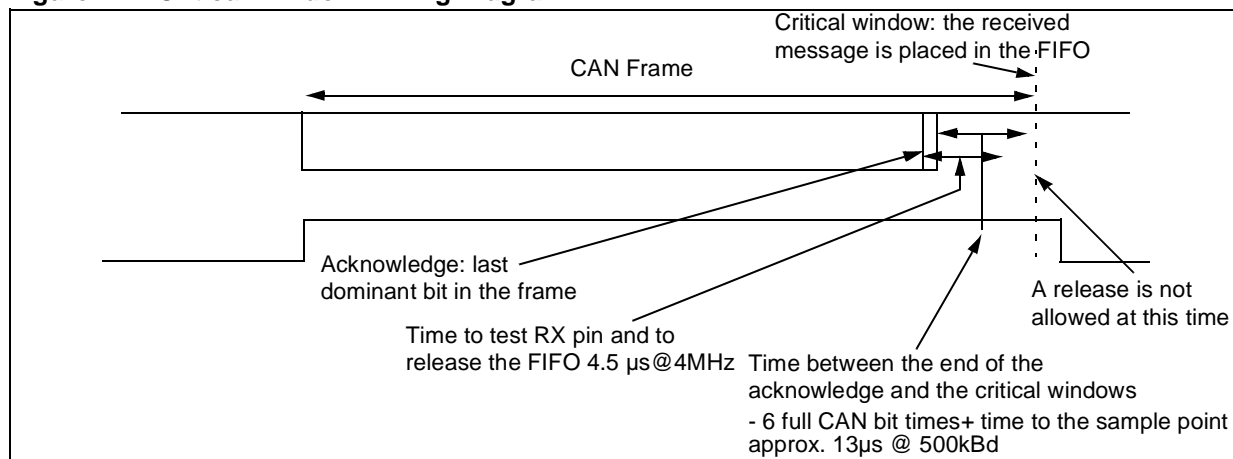 Critical window: the received
message is placed in the FIFO
CAN Frame
Acknowledge: last
dominant bit in the frame
A release is not
allowed at this time
Time to test RX pin and to
release the FIFO 4.5 µs@4MHz
Time between the end of the
acknowledge and the critical windows
- 6 full CAN bit times+ time to the sample point
approx. 13µs @ 500kBd